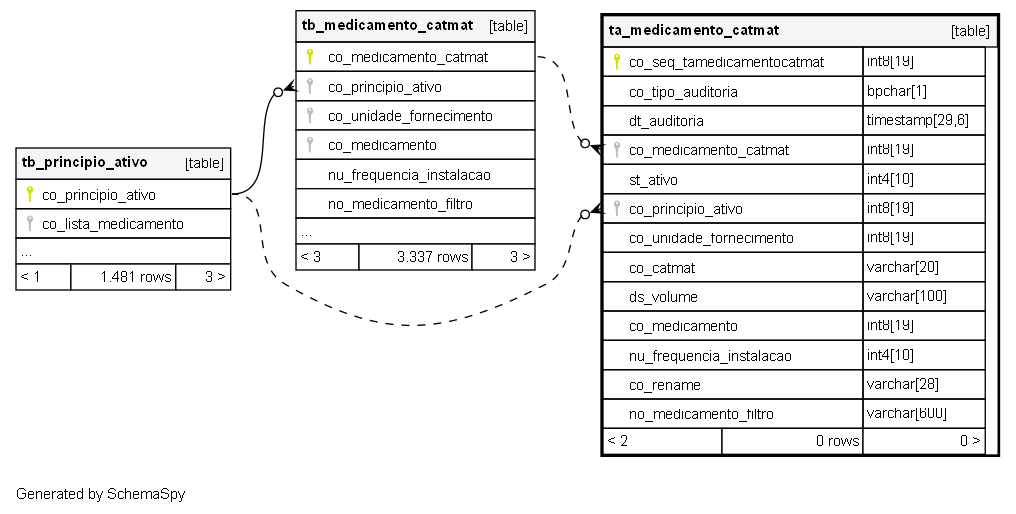 tb_principio_ativo [table]
co_principio_ativo
co_lista_medicamento
...
< 1 1.481 rows 3 >
tb_medicamento_catmat [table]
co_medicamento_catmat
co_principio_ativo
co_unidade_fornecimento
co_medicamento
nu_frequencia_instalacao
no_medicamento_filtro
...
< 3 3.337 rows 3 >
ta_medicamento_catmat [table]
co_seq_tamedicamentocatmat int8[19]
co_tipo_auditoria bpchar[1]
dt_auditoria timestamp[29,6]
co_medicamento_catmat int8[19]
st_ativo int4[10]
co_principio_ativo int8[19]
co_unidade_fornecimento int8[19]
co_catmat varchar[20]
ds_volume varchar[100]
co_medicamento int8[19]
nu_frequencia_instalacao int4[10]
co_rename varchar[28]
no_medicamento_filtro varchar[600]
< 2 0 rows 0 >
Generated by SchemaSpy